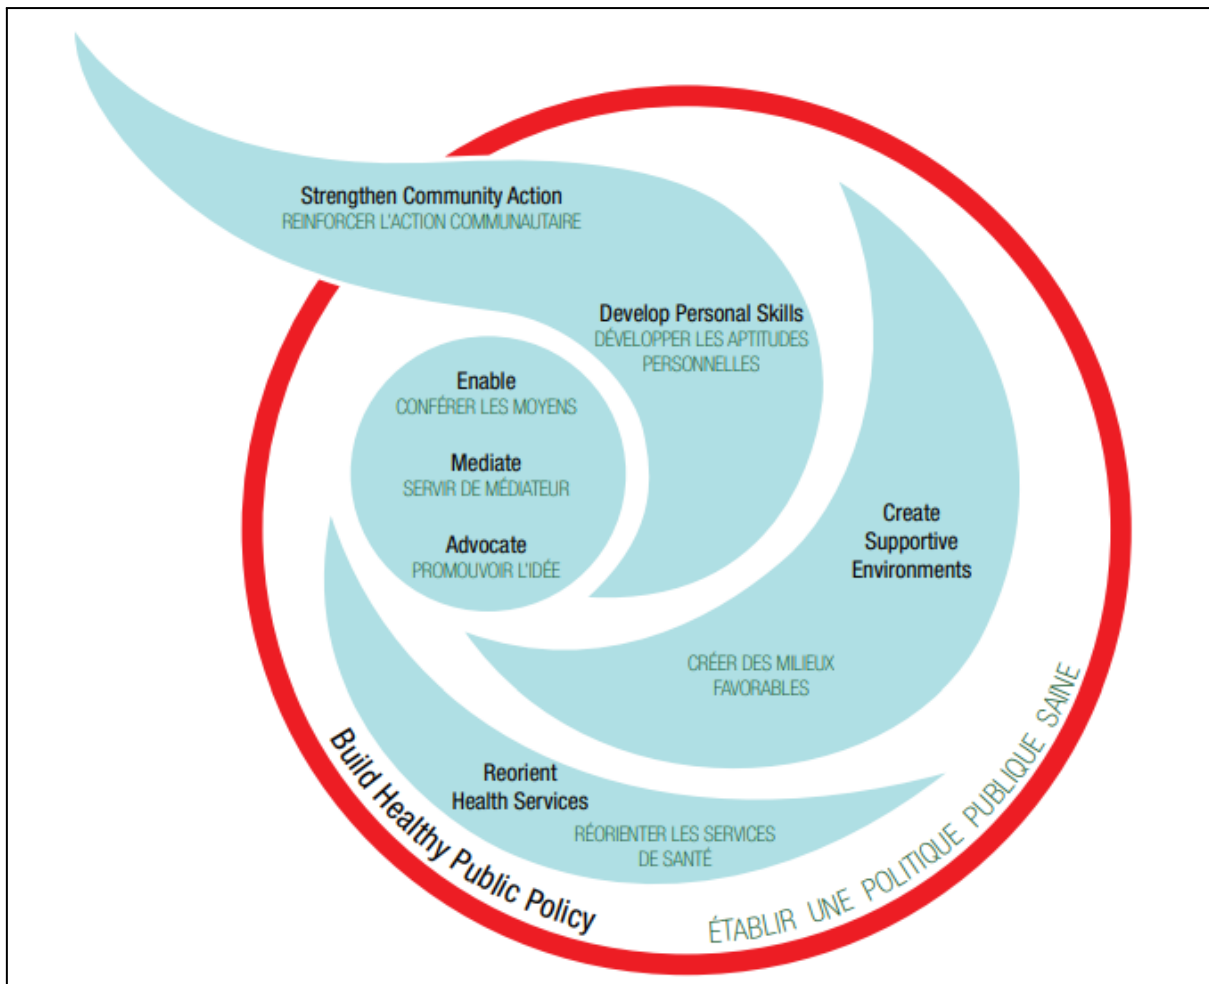 Strengthen Community Action
REINFORCER L'ACTION COMMUNAUTAIRE
Develop Personal Skills
DÉVELOPPER LES APTITUDES
PERSONNELLES
Enable
CONFÉRER LES MOYENS
Mediate
SERVIR DE MÉDIATEUR
Advocate
PROMOUVOIR L'IDÉE
Create
Supportive
Environments
CRÉER DES MILIEUX
FAVORABLES
Reorient
Health Services
RÉORIENTER LES SERVICES
DE SANTÉ
Build Healthy Public Policy
ÉTABLIR UNE POLITIQUE PUBLIQUE SAINE